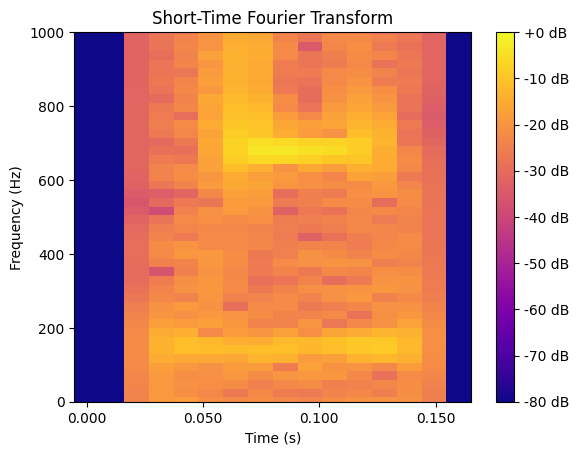 Short-Time Fourier Transform
1000
800
600
400
200
0
Frequency (Hz)
0.000
0.050
0.100
0.150
Time (s)
+0 dB
-10 dB
-20 dB
-30 dB
-40 dB
-50 dB
-60 dB
-70 dB
-80 dB